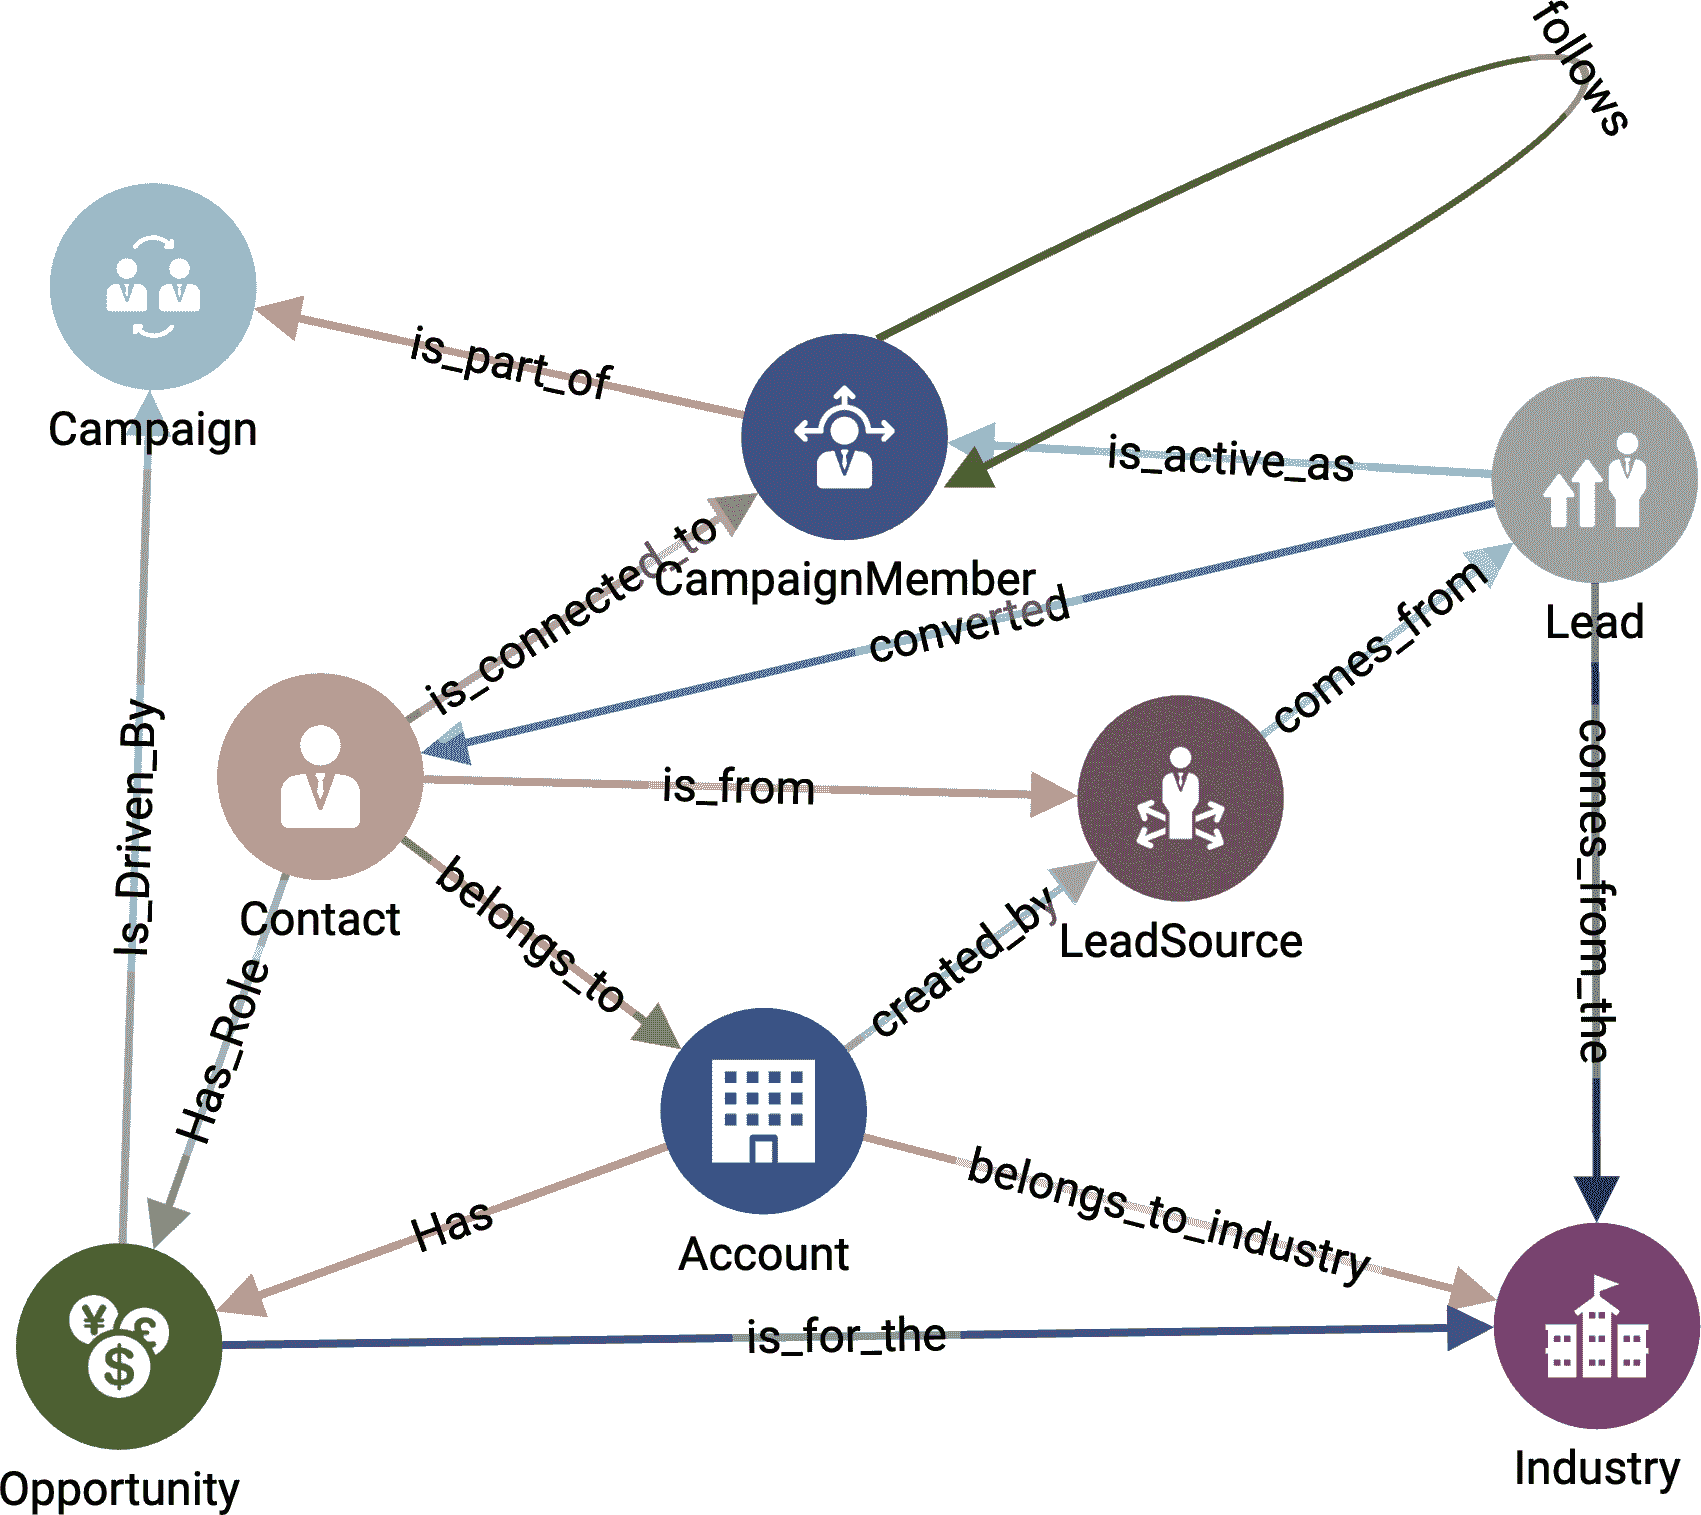 follows
is_part_of
Campaign
is_active_as
is_connected_to
CampaignMember
converted
Lead
comes_from
Is_Driven_By
is_from
comes_from_the
Contact
belongs_to
LeadSource
created_by
Has_Role
Has
Account
belongs_to_industry
is_for_the
Industry
Opportunity
¥
£
$